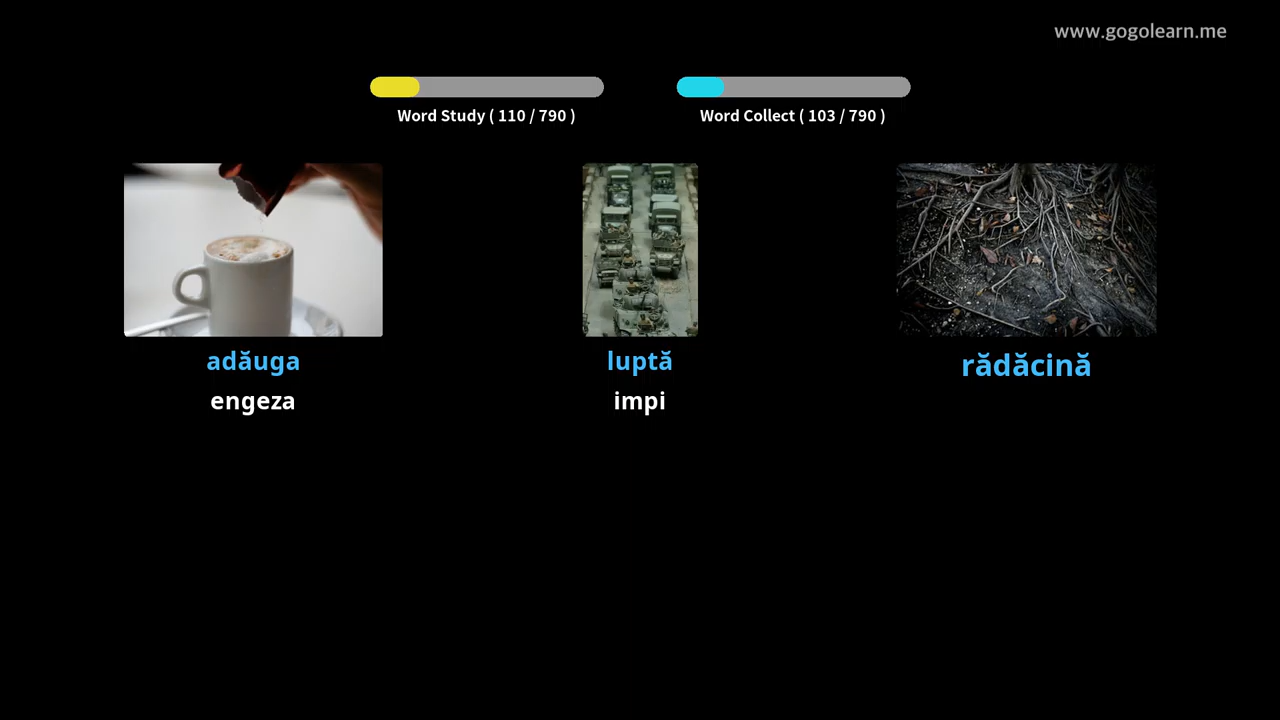 www.gogolearn.me
Word Study ( 110 / 790 )
Word Collect ( 103 / 790 )
adăuga
engeza
luptă
impi
rădăcină